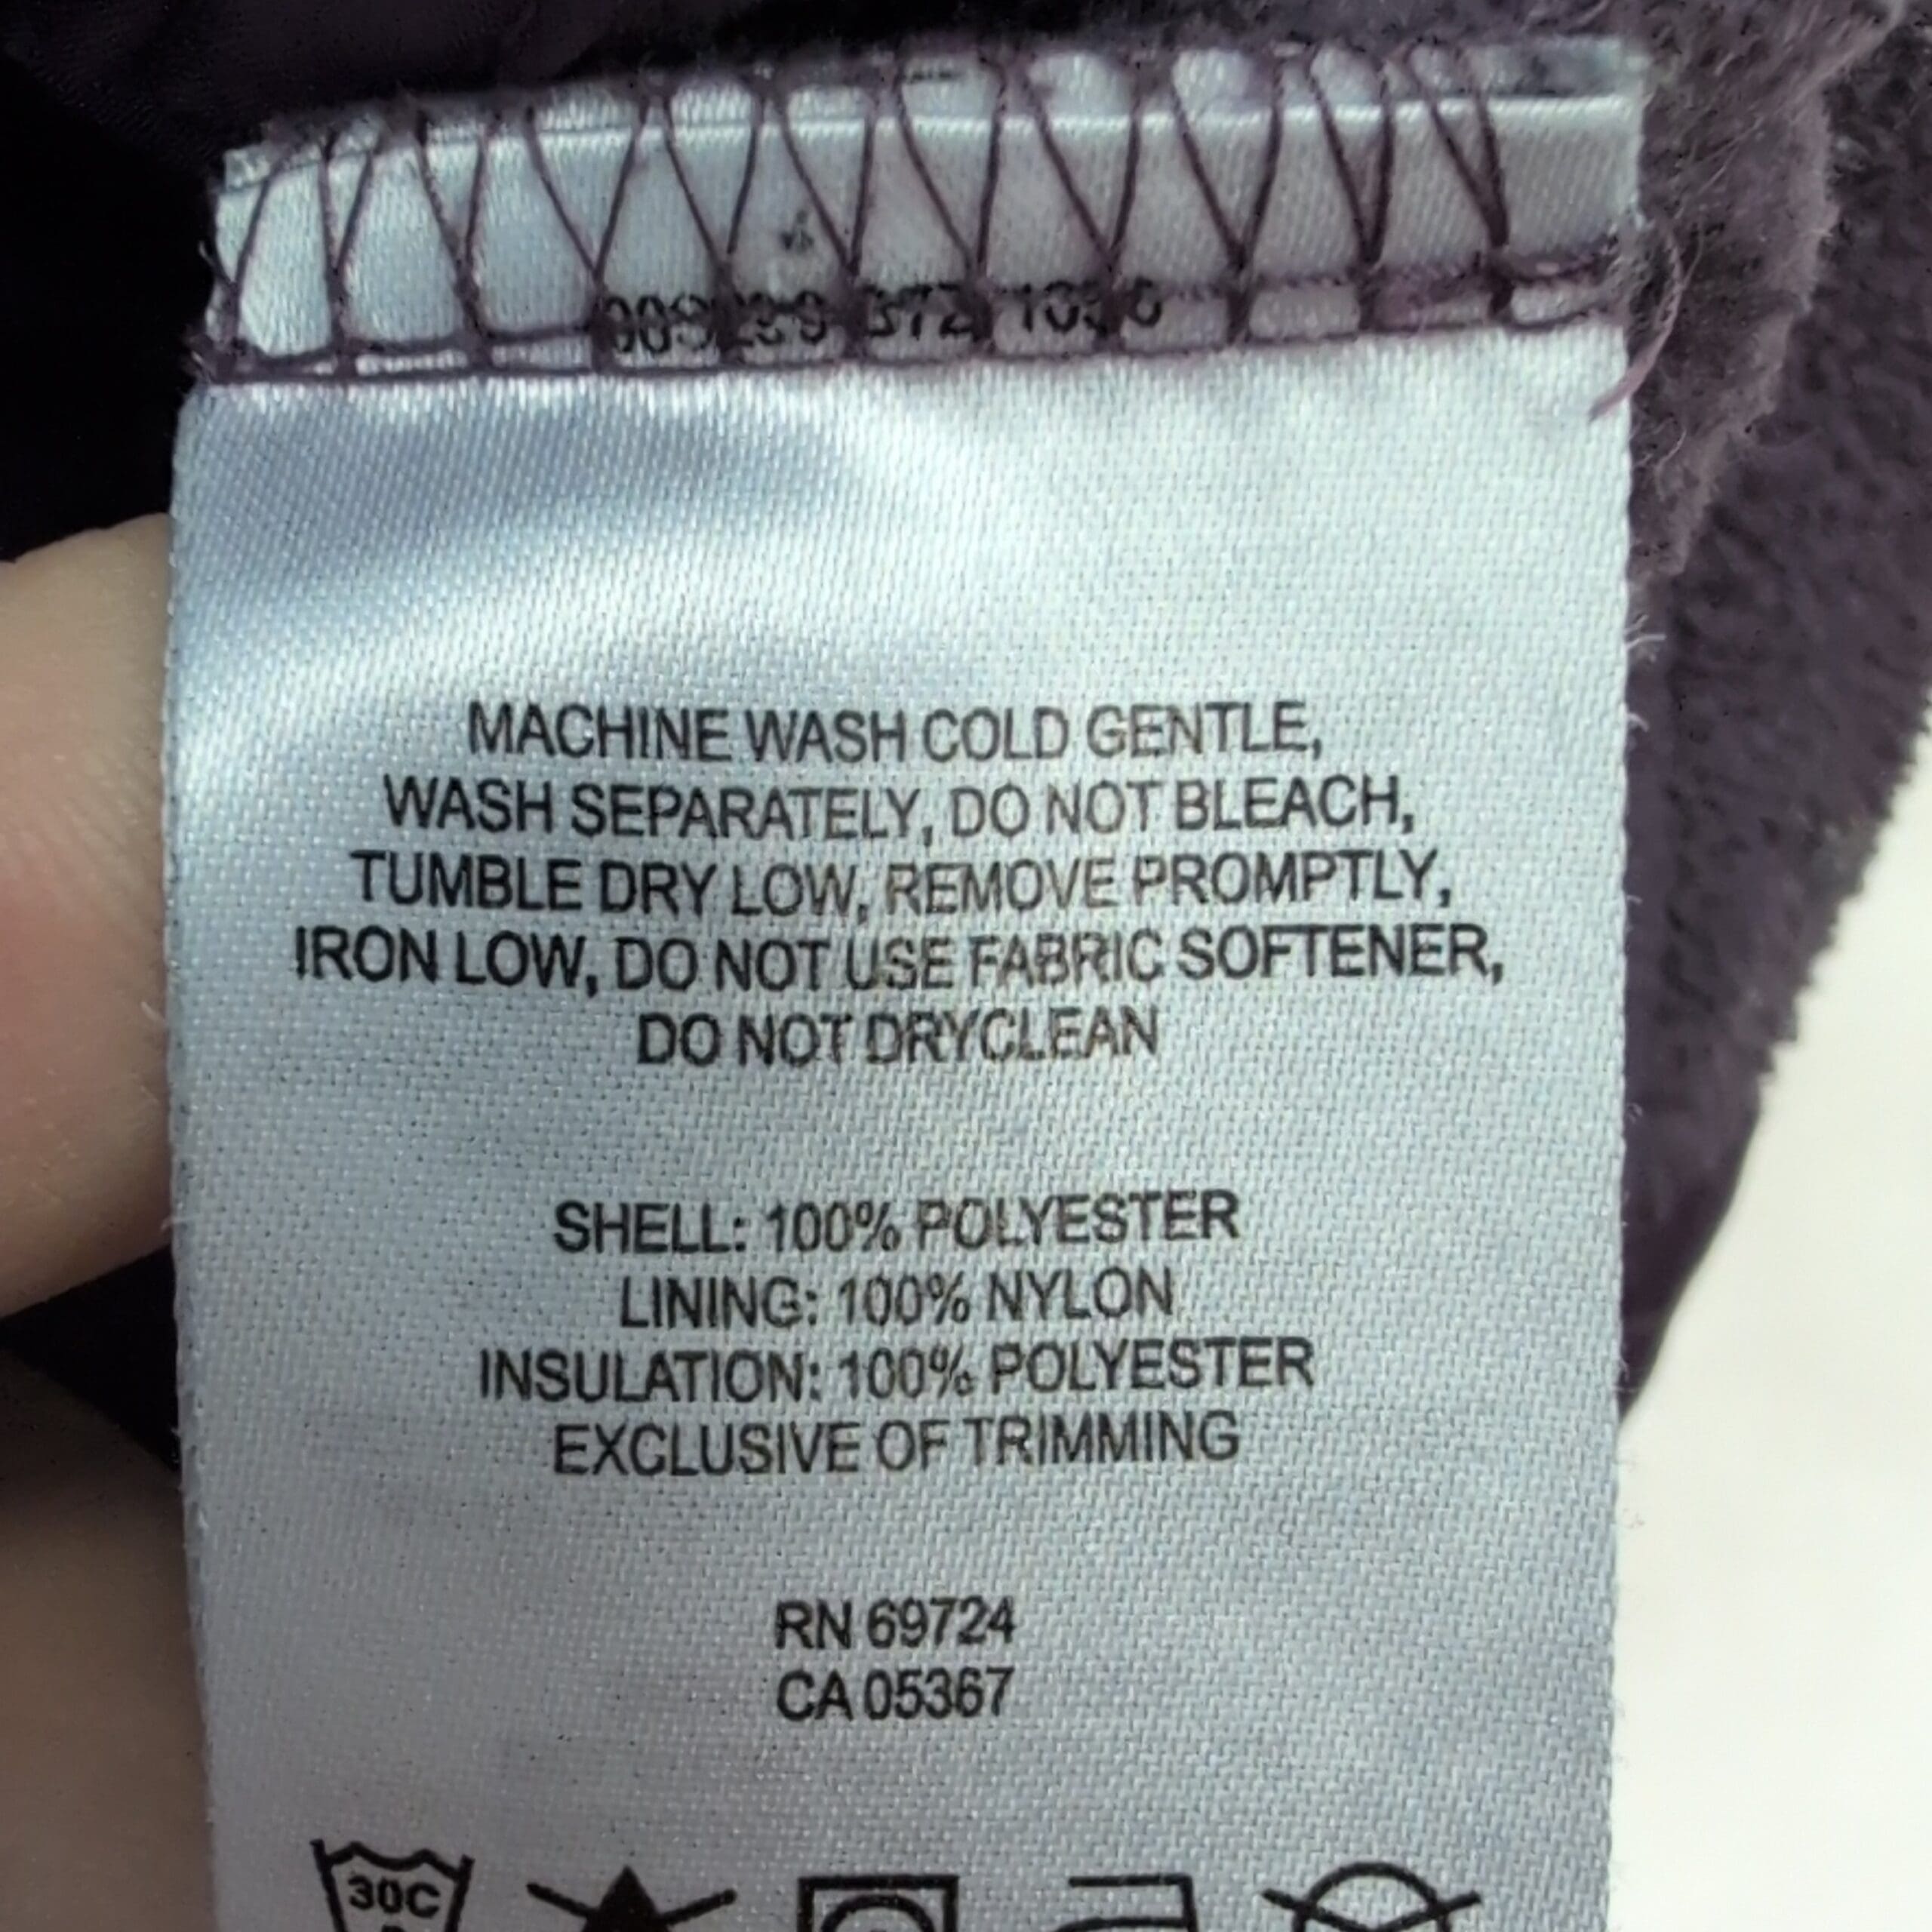 MACHINE WASH COLD GENTLE,
WASH SEPARATELY, DO NOT BLEACH,
TUMBLE DRY LOW, REMOVE PROMPTLY,
IRON LOW, DO NOT USE FABRIC SOFTENER,
DO NOT DRYCLEAN
SHELL: 100% POLYESTER
LINING: 100% NYLON
INSULATION: 100% POLYESTER
EXCLUSIVE OF TRIMMING
RN 69724
CA 05367
30C